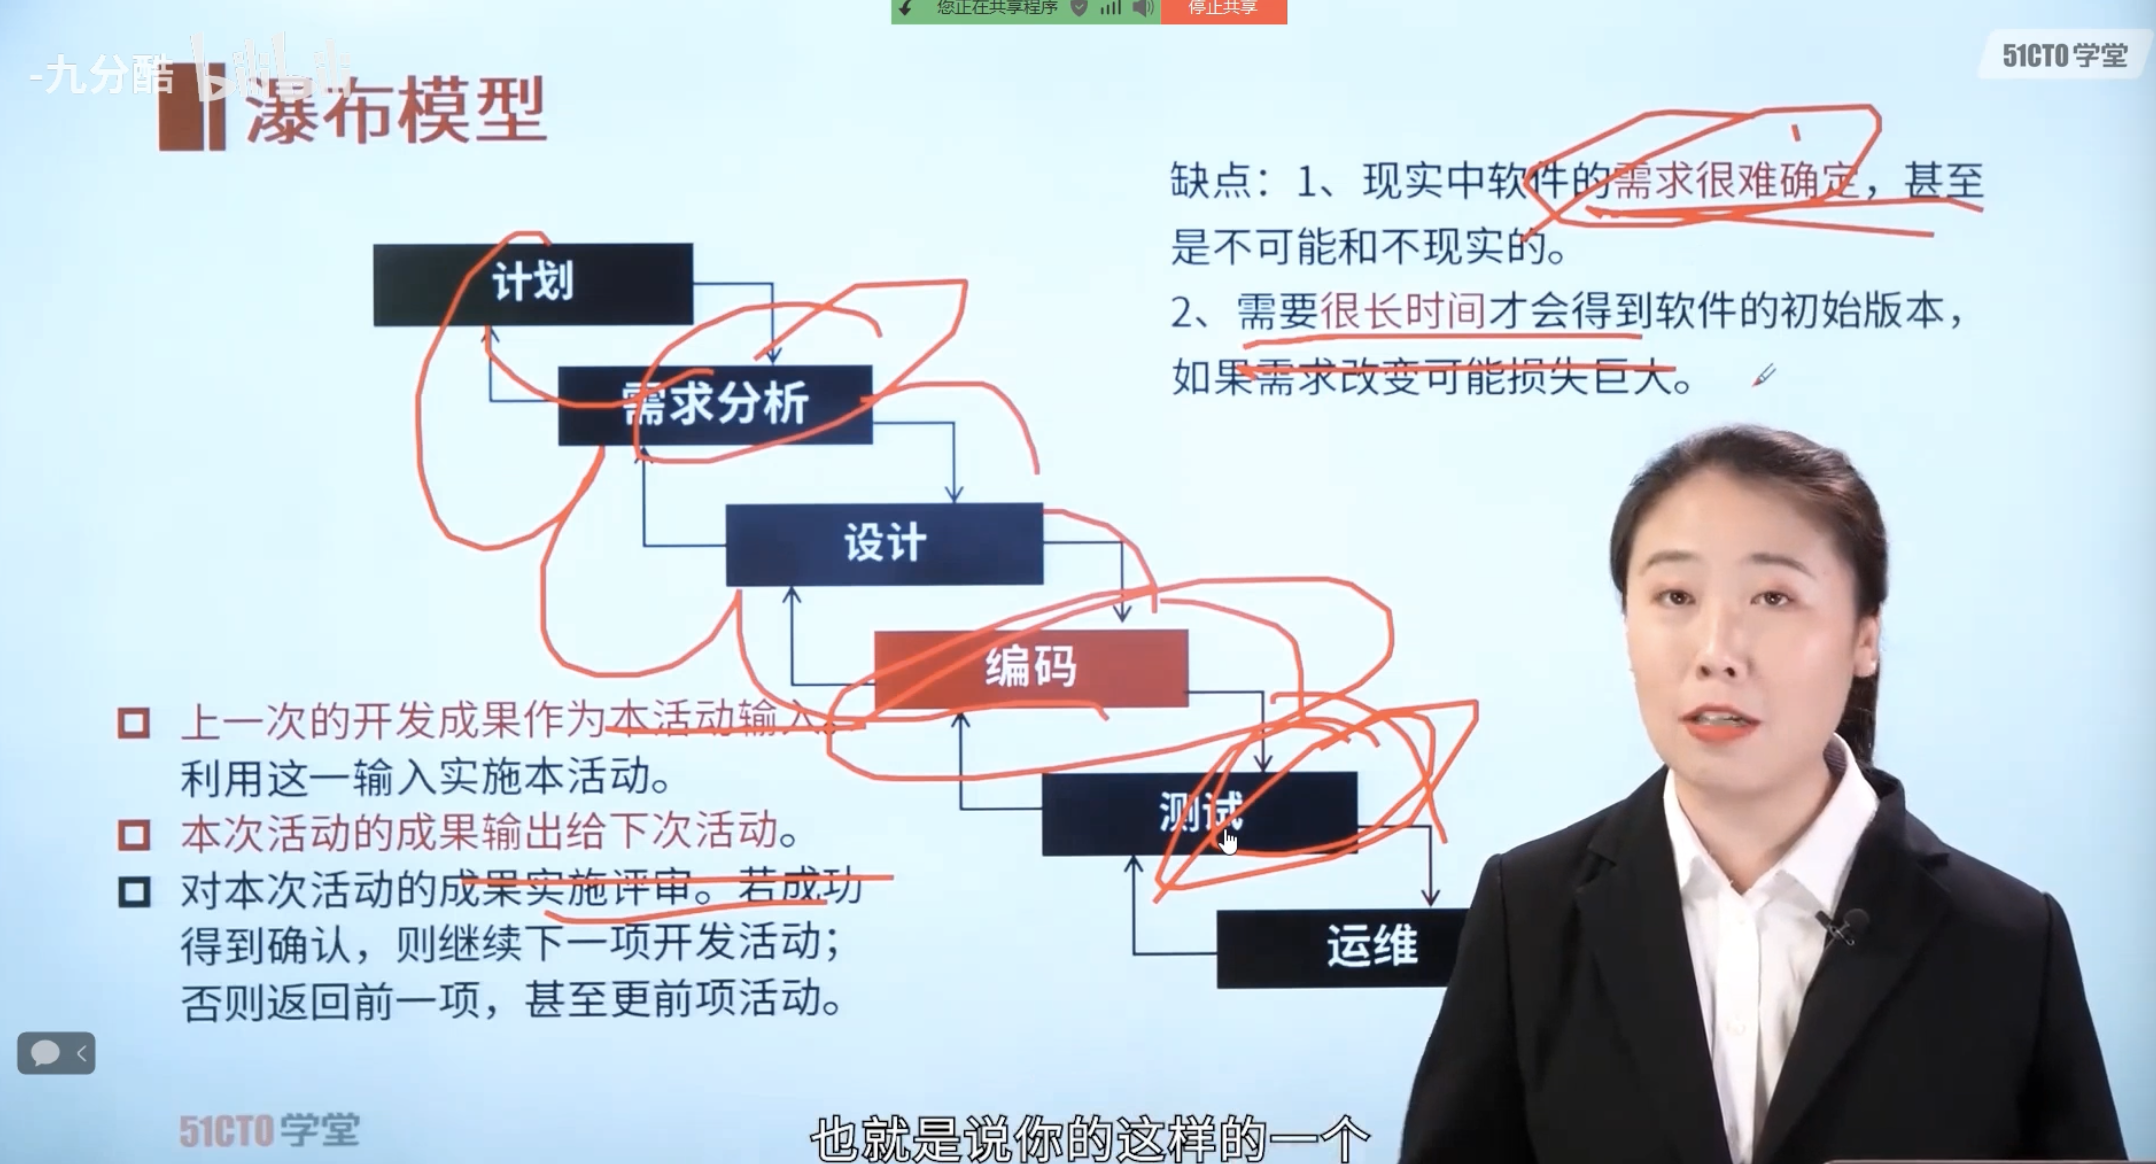 您正在共享程序
停止共享
-九分酷
bilibili
51CTO学堂
瀑布模型
缺点：1、现实中软件的需求很难确定，甚至
是不可能和不现实的。
2、需要很长时间才会得到软件的初始版本，
如果需求改变可能损失巨大。
计划
需求分析
设计
编码
测试
运维
上一次的开发成果作为本活动输入。
利用这一输入实施本活动。
本次活动的成果输出给下次活动。
对本次活动的成果实施评审。若成功
得到确认，则继续下一项开发活动；
否则返回前一项，甚至更前项活动。
51CTO学堂
也就是说你的这样的一个